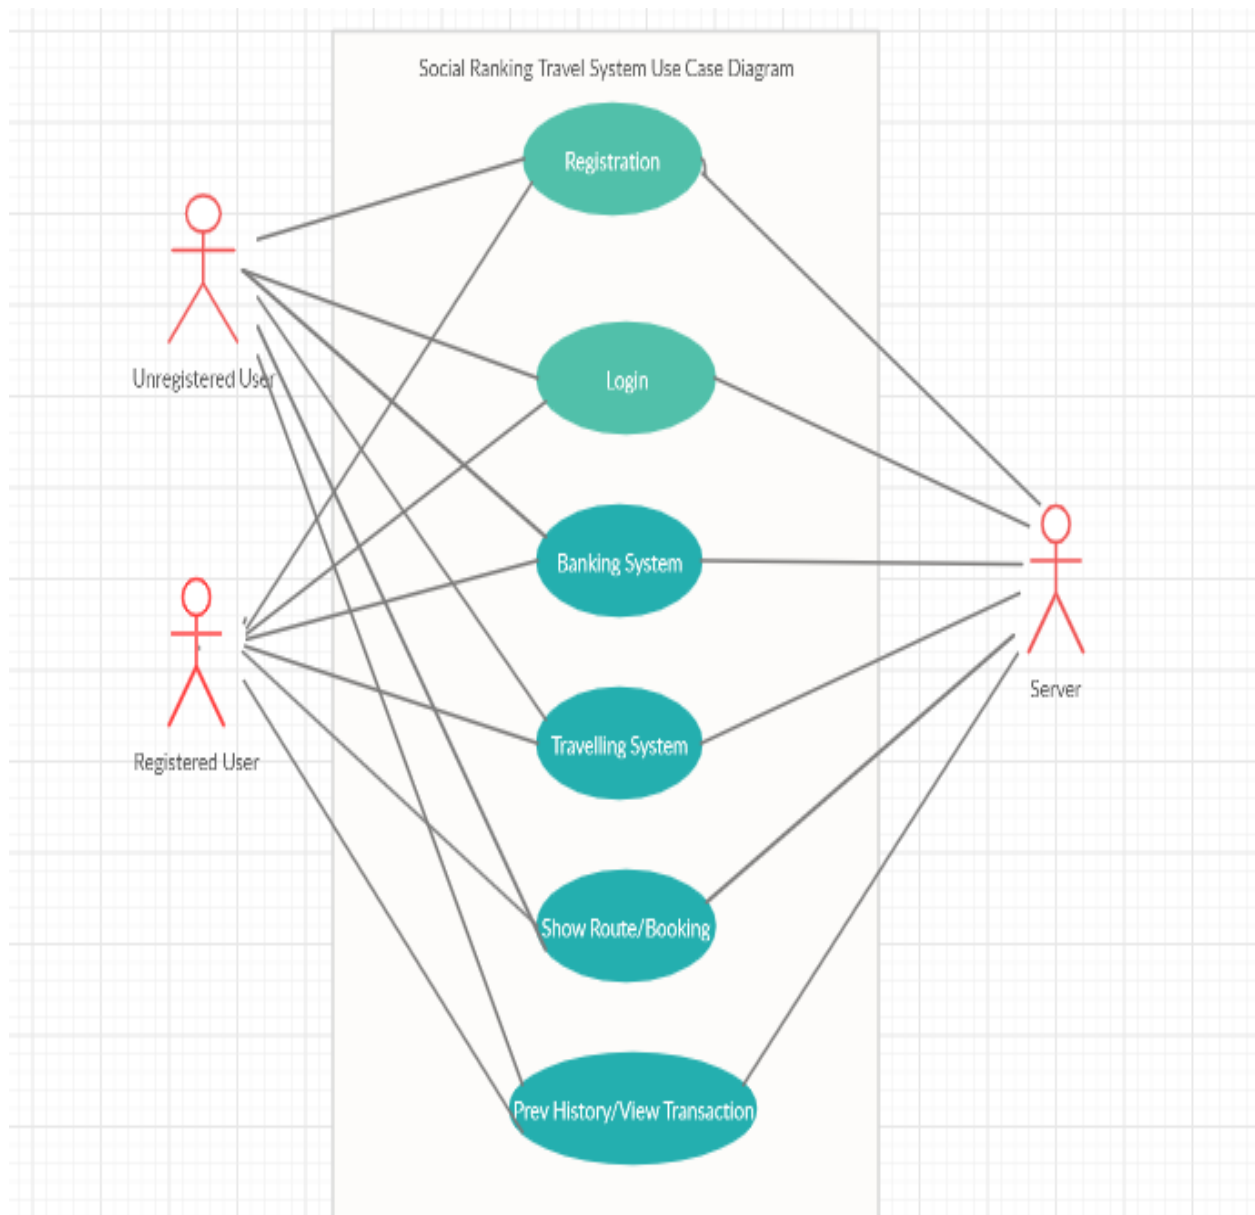 Social Ranking Travel System Use Case Diagram
Registration
Unregistered User
Login
Banking System
Server
Registered User
Travelling System
Show Route/Booking
Prev History/View Transaction